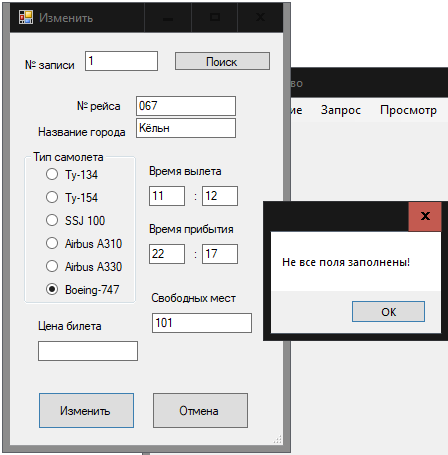 Изменить
№ записи
1
Поиск
во
№ рейса
067
ие
Запрос
Просмотр
Название города
Кёльн
Тип самолета
Ту-134
Ту-154
SSJ 100
Airbus A310
Airbus A330
Boeing-747
Время вылета
11 : 12
Время прибытия
22 : 17
Свободных мест
101
Цена билета
Изменить
Отмена
x
Не все поля заполнены!
OK